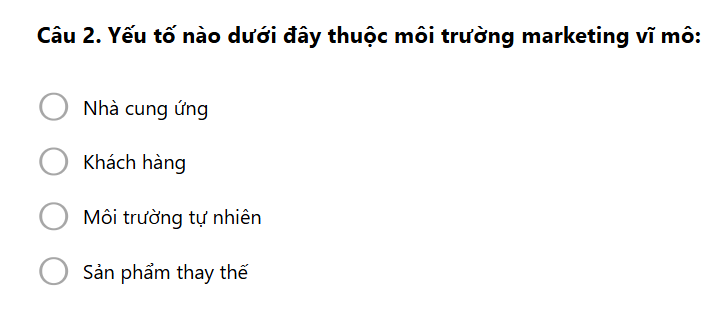 Câu 2. Yếu tố nào dưới đây thuộc môi trường marketing vĩ mô:
Nhà cung ứng
Khách hàng
Môi trường tự nhiên
Sản phẩm thay thế